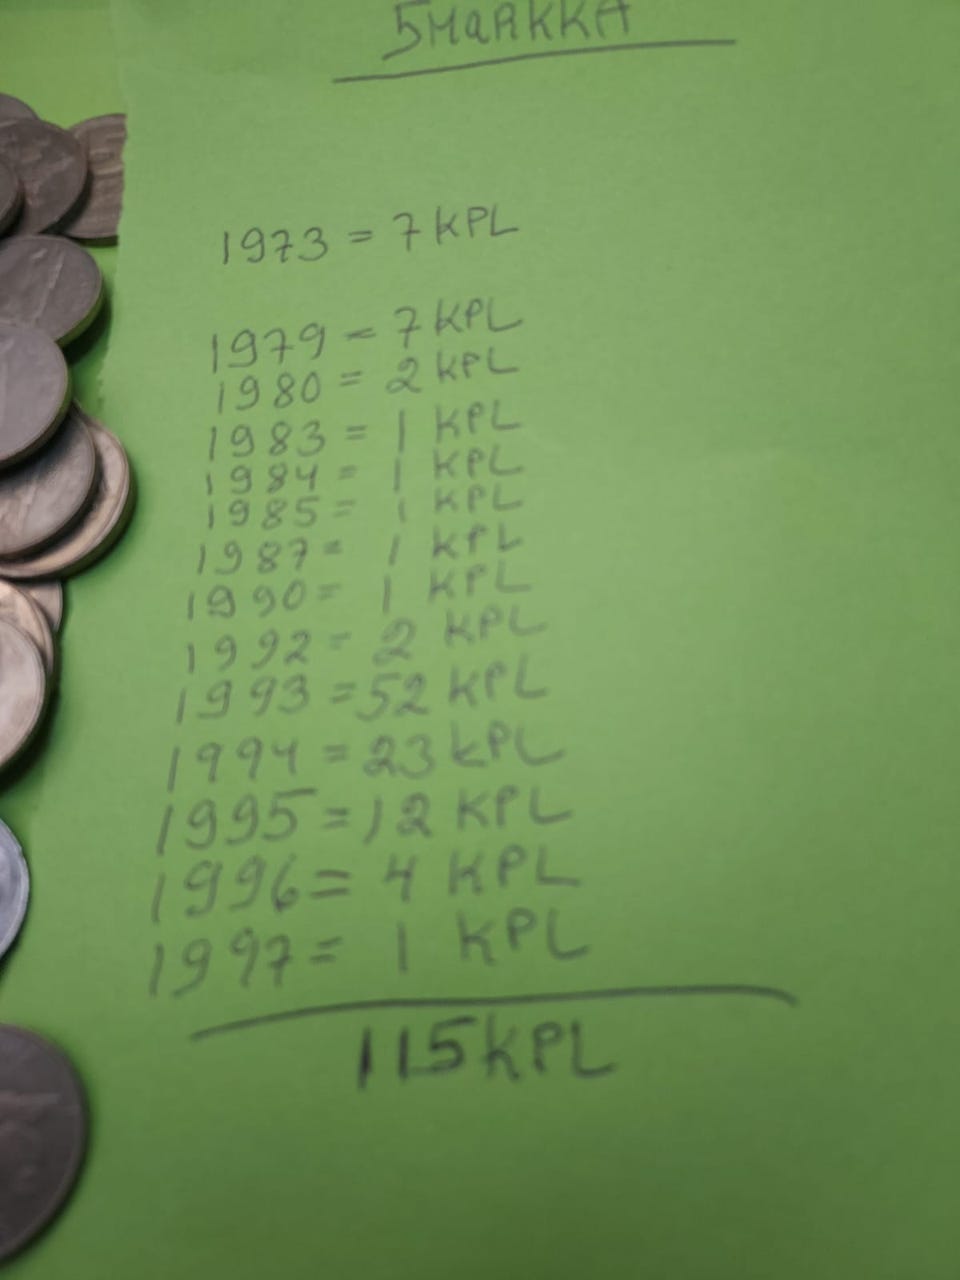 5MaRKKA
1973 = 7 KPL
1979 = 7 KPL
1980 = 2 KPL
1983 = 1 KPL
1984 = 1 KPL
1985 = 1 KPL
1987 = 1 KPL
1990 = 1 KPL
1992 = 2 KPL
1993 = 52 KPL
1994 = 23 KPL
1995 = 12 KPL
1996 = 4 KPL
1997 = 1 KPL
115 KPL